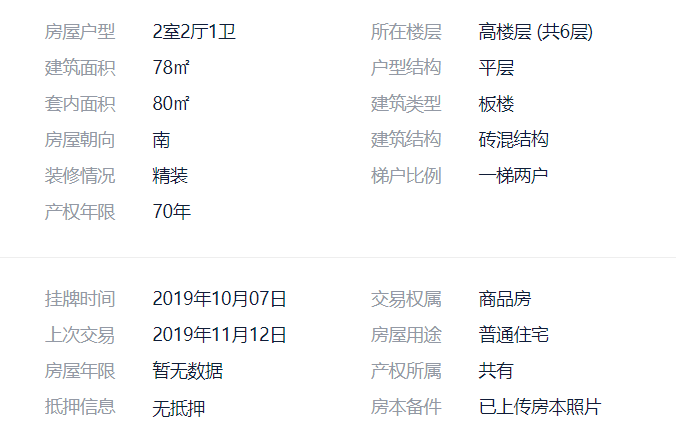 房屋户型 2室2厅1卫 所在楼层 高楼层 (共6层)
建筑面积 78㎡ 户型结构 平层
套内面积 80㎡ 建筑类型 板楼
房屋朝向 南 建筑结构 砖混结构
装修情况 精装 梯户比例 一梯两户
产权年限 70年
挂牌时间 2019年10月07日 交易权属 商品房
上次交易 2019年11月12日 房屋用途 普通住宅
房屋年限 暂无数据 产权所属 共有
抵押信息 无抵押 房本备件 已上传房本照片